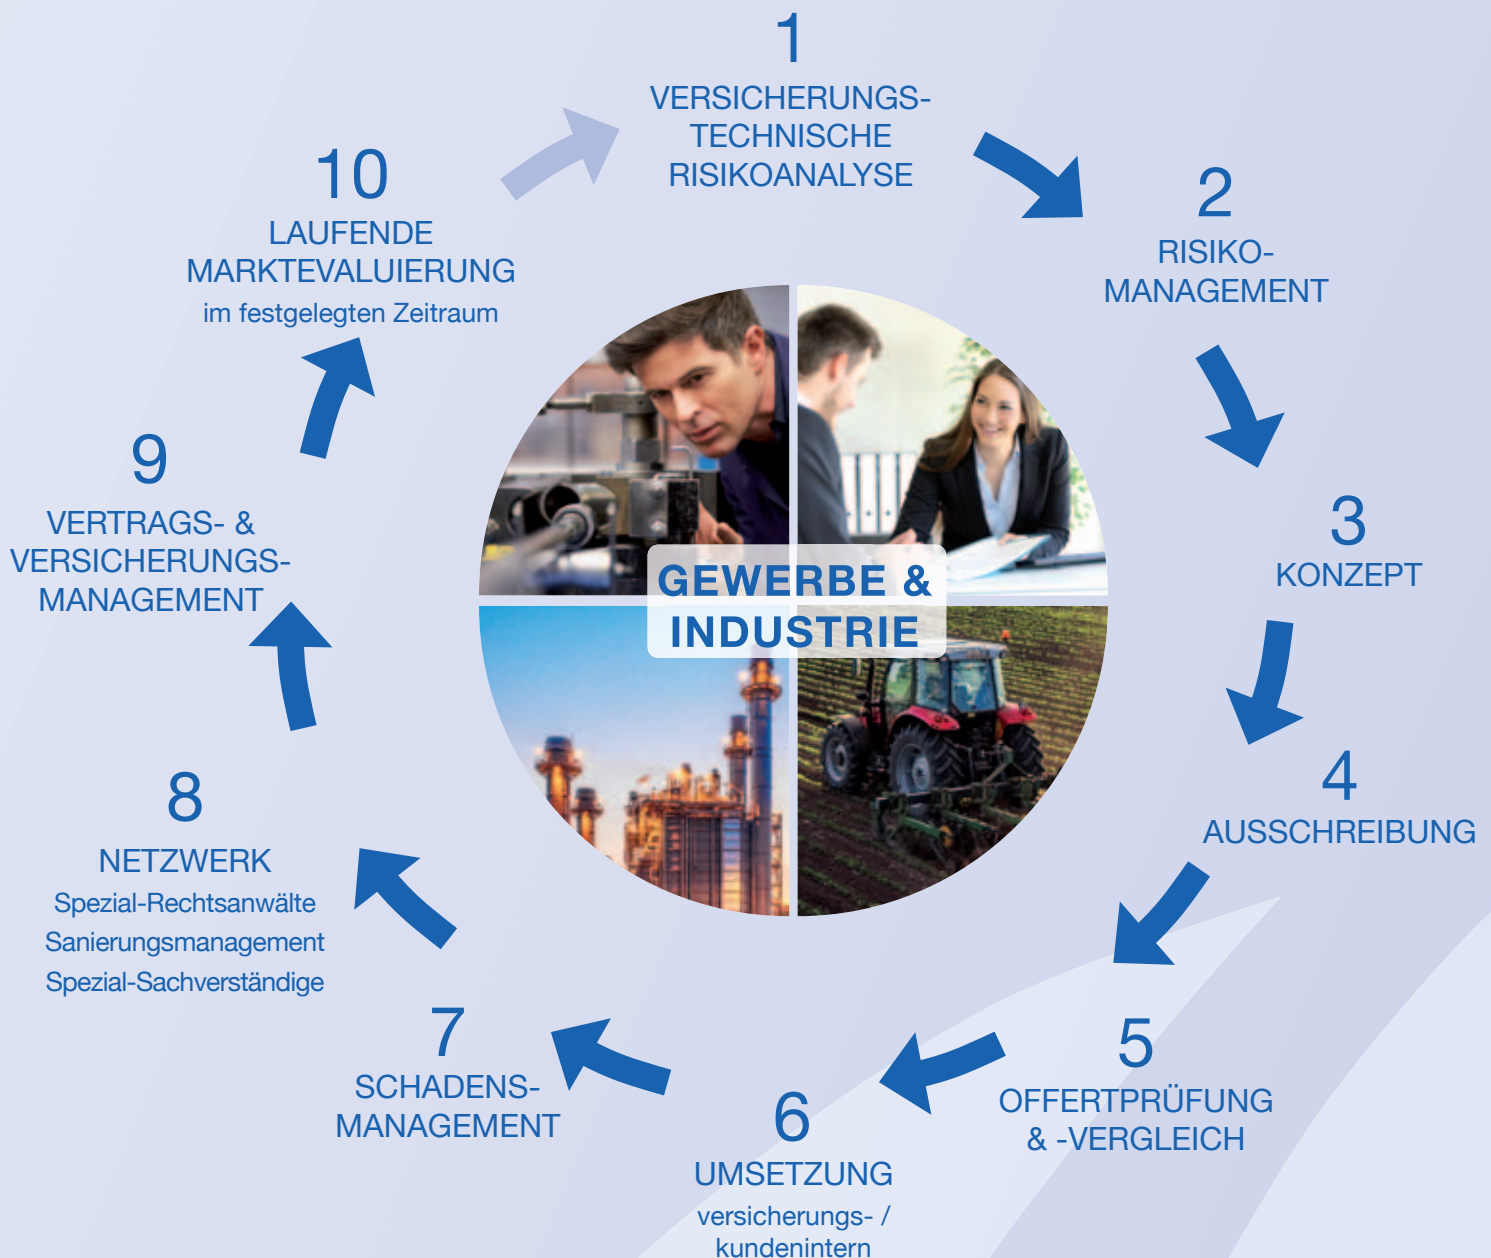 1
VERSICHERUNGS-
TECHNISCHE
RISIKOANALYSE
2
RISIKO-
MANAGEMENT
3
KONZEPT
4
AUSSCHREIBUNG
5
OFFERTPRÜFUNG
& -VERGLEICH
6
UMSETZUNG
versicherungs- /
kundenintern
7
SCHADENS-
MANAGEMENT
8
NETZWERK
Spezial-Rechtsanwälte
Sanierungsmanagement
Spezial-Sachverständige
9
VERTRAGS- &
VERSICHERUNGS-
MANAGEMENT
10
LAUFENDE
MARKTEVALUIERUNG
im festgelegten Zeitraum
GEWERBE &
INDUSTRIE